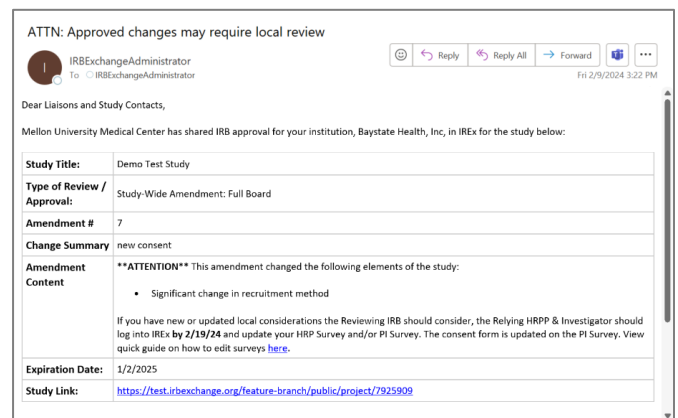 ATTN: Approved changes may require local review
I
IRBExchangeAdministrator
To IRBExchangeAdministrator
Reply
Reply All
Forward
Fri 2/9/2024 3:22 PM
Dear Liaisons and Study Contacts,
Mellon University Medical Center has shared IRB approval for your institution, Baystate Health, Inc, in IREx for the study below:
Study Title: Demo Test Study
Type of Review /
Approval: Study-Wide Amendment: Full Board
Amendment # 7
Change Summary new consent
Amendment
Content
**ATTENTION** This amendment changed the following elements of the study:
• Significant change in recruitment method
If you have new or updated local considerations the Reviewing IRB should consider, the Relying HRPP & Investigator should
log into IREx by 2/19/24 and update your HRP Survey and/or PI Survey. The consent form is updated on the PI Survey. View
quick guide on how to edit surveys here.
Expiration Date: 1/2/2025
Study Link: https://test.irbexchange.org/feature-branch/public/project/7925909